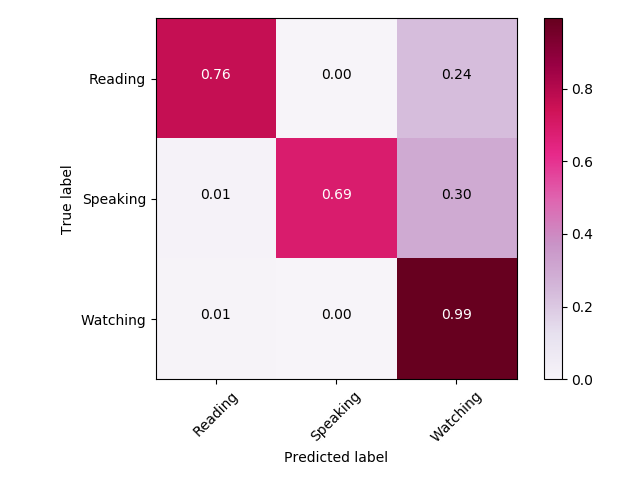 Reading 0.76 0.00 0.24
Speaking 0.01 0.69 0.30
Watching 0.01 0.00 0.99
Reading Speaking Watching
Predicted label
True label
0.8
0.6
0.4
0.2
0.0